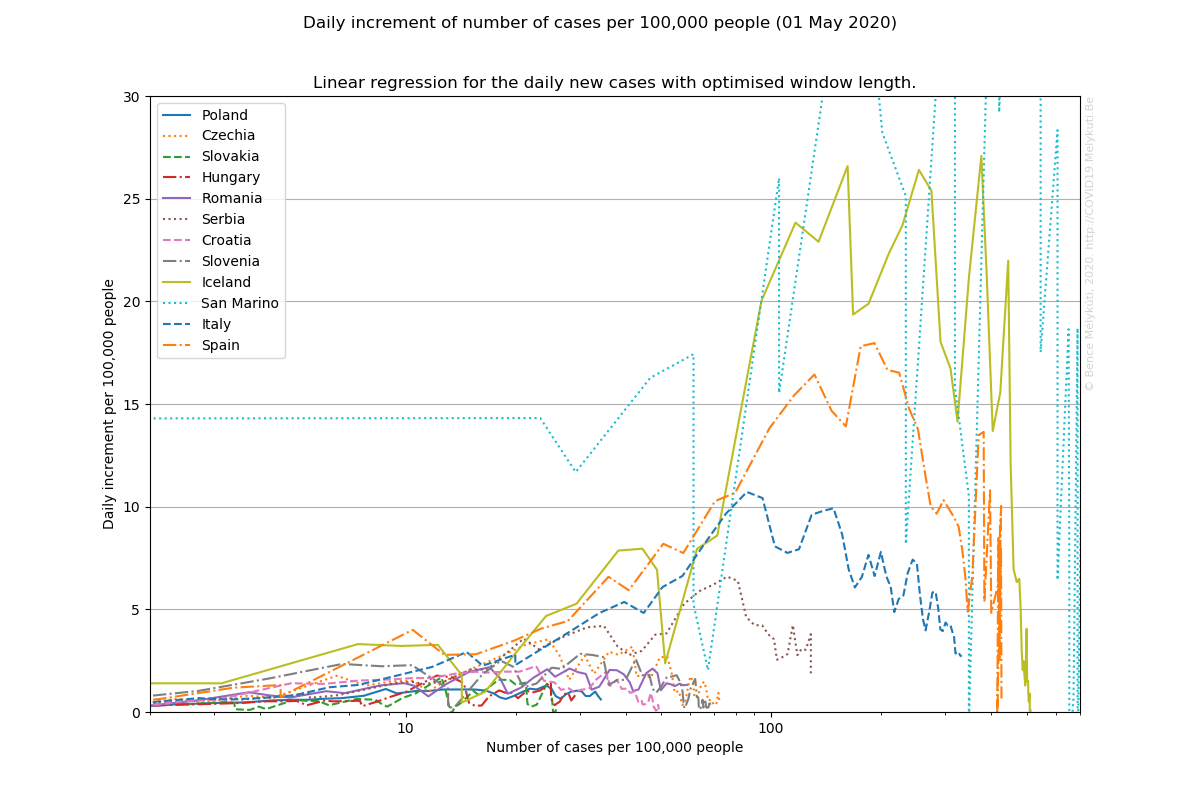 Daily increment of number of cases per 100,000 people (01 May 2020)
Linear regression for the daily new cases with optimised window length.
30
25
20
15
10
5
0
Daily increment per 100,000 people
Poland
Czechia
Slovakia
Hungary
Romania
Serbia
Croatia
Slovenia
Iceland
San Marino
Italy
Spain
10
100
Number of cases per 100,000 people
© Bence Mélykúti, 2020. http://COVID19.Melykuti.Be